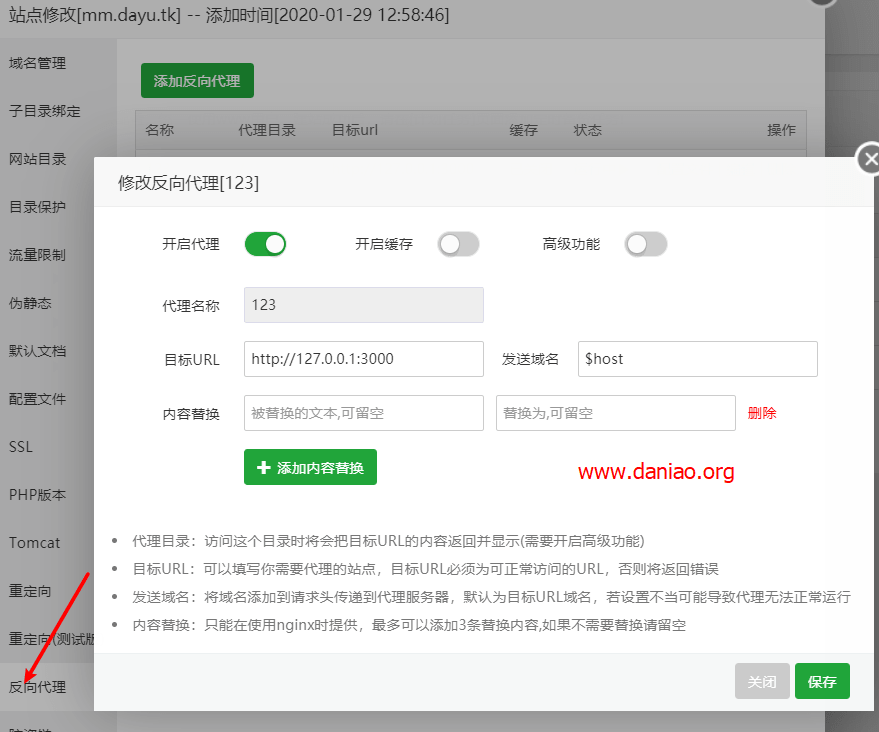 站点修改[mm.dayu.tk] -- 添加时间[2020-01-29 12:58:46]
域名管理
添加反向代理
子目录绑定
名称 代理目录 目标url 缓存 状态 操作
网站目录
修改反向代理[123]
目录保护
开启代理 开启缓存 高级功能
流量限制
伪静态
代理名称 123
默认文档
目标URL http://127.0.0.1:3000 发送域名 $host
配置文件
内容替换 被替换的文本,可留空 替换为,可留空 删除
SSL
添加内容替换
www.daniao.org
PHP版本
Tomcat
代理目录：访问这个目录时将会把目标URL的内容返回并显示(需要开启高级功能)
目标URL：可以填写你需要代理的站点，目标URL必须为可正常访问的URL，否则将返回错误
重定向
发送域名：将域名添加到请求头传递到代理服务器，默认为目标URL域名，若设置不当可能导致代理无法正常运行
内容替换：只能在使用nginx时提供，最多可以添加3条替换内容,如果不需要替换请留空
重定向(测试版
反向代理
关闭 保存